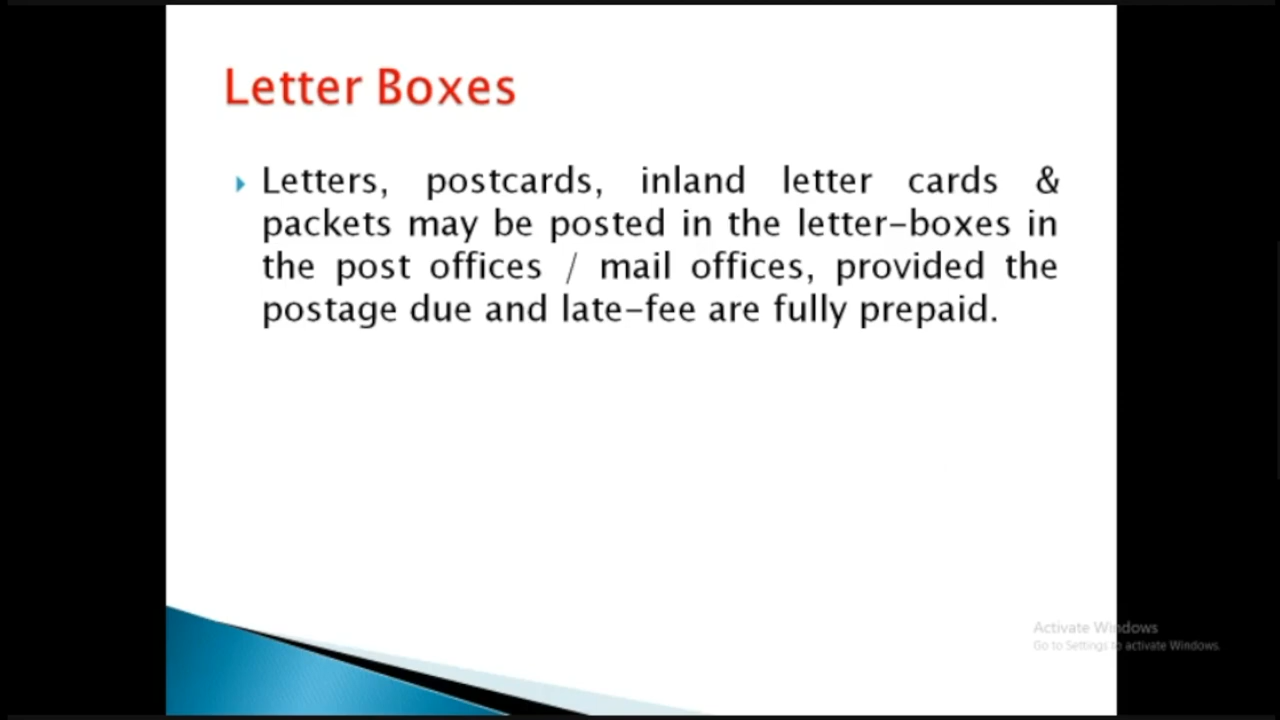 Letter Boxes
Letters, postcards, inland letter cards &
packets may be posted in the letter-boxes in
the post offices / mail offices, provided the
postage due and late-fee are fully prepaid.
Activate Windows
Go to Settings to activate Windows.